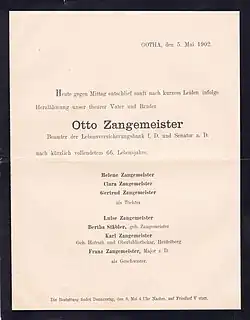 GOTHA, den 5. Mai 1902.
Heute gegen Mittag entschlief sanft nach kurzem Leiden infolge
Herzlähmung unser theurer Vater und Bruder
Otto Zangemeister
Beamter der Lebensversicherungsbank i. D. und Senator a. D.
nach kürzlich vollendetem 66. Lebensjahre.
Helene Zangemeister
Clara Zangemeister
Gertrud Zangemeister
als Töchter
Luise Zangemeister
Bertha Stübler, geb. Zangemeister
Karl Zangemeister
Geh. Hofrath und Oberbibliothekar, Heidelberg
Franz Zangemeister, Major a. D.
als Geschwister.
Die Bestattung findet Donnerstag, den 8. Mai 4 Uhr Nachm. auf Friedhof V statt.